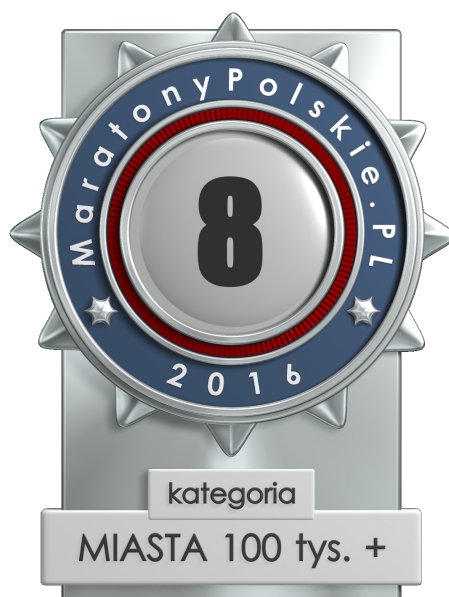 MaratonyPolskie.PL
8
2016
kategoria
MIASTA 100 tys. +